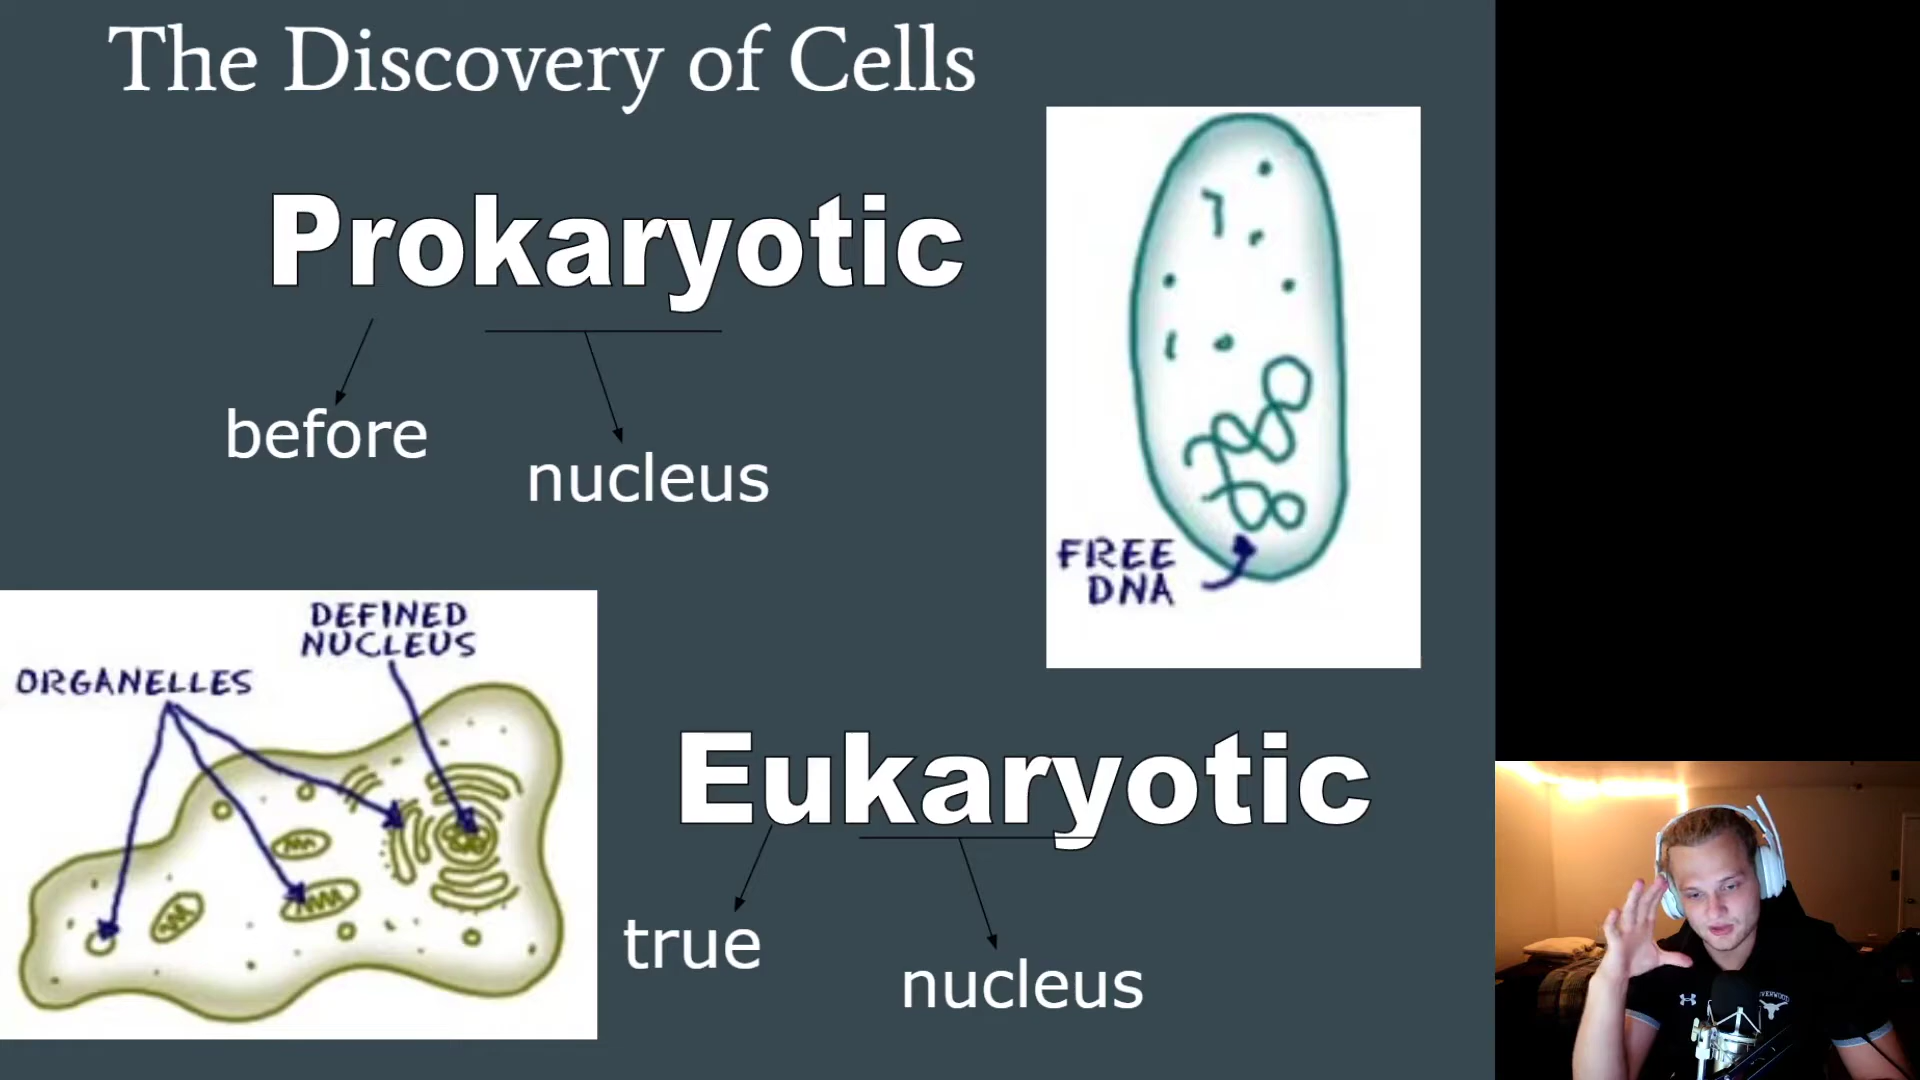 The Discovery of Cells
Prokaryotic
before
nucleus
FREE
DNA
DEFINED
NUCLEUS
ORGANELLES
Eukaryotic
true
nucleus